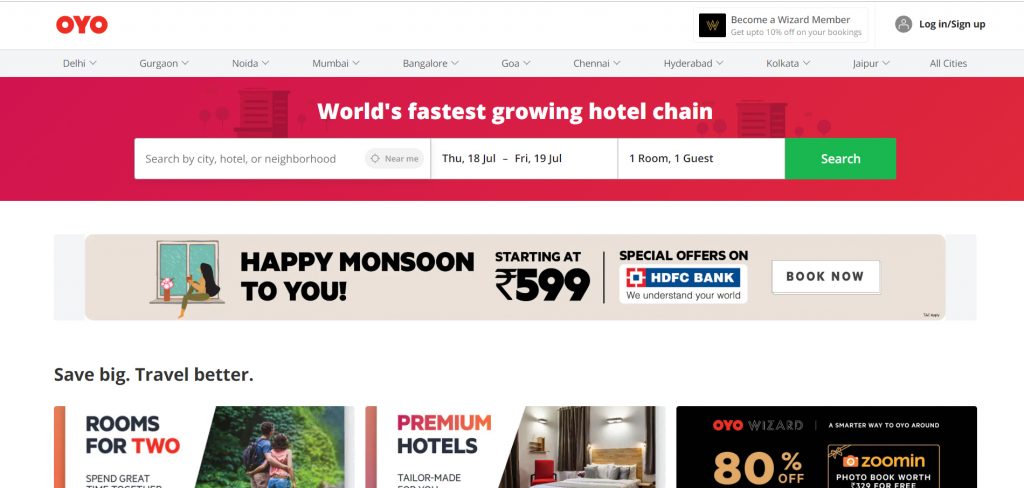 OYO
Become a Wizard Member
Get upto 10% off on your bookings
Log in/Sign up
Delhi
Gurgaon
Noida
Mumbai
Bangalore
Goa
Chennai
Hyderabad
Kolkata
Jaipur
All Cities
World's fastest growing hotel chain
Search by city, hotel, or neighborhood
Near me
Thu, 18 Jul – Fri, 19 Jul
1 Room, 1 Guest
Search
HAPPY MONSOON
TO YOU!
STARTING AT
₹599
SPECIAL OFFERS ON
HDFC BANK
We understand your world
BOOK NOW
T&C Apply
Save big. Travel better.
ROOMS
FOR TWO
SPEND GREAT
TIME TOGETHER
PREMIUM
HOTELS
TAILOR-MADE
FOR YOU
OYO WIZARD
A SMARTER WAY TO OYO AROUND
80% OFF
zoomin
PHOTO BOOK WORTH
₹329 FOR FREE